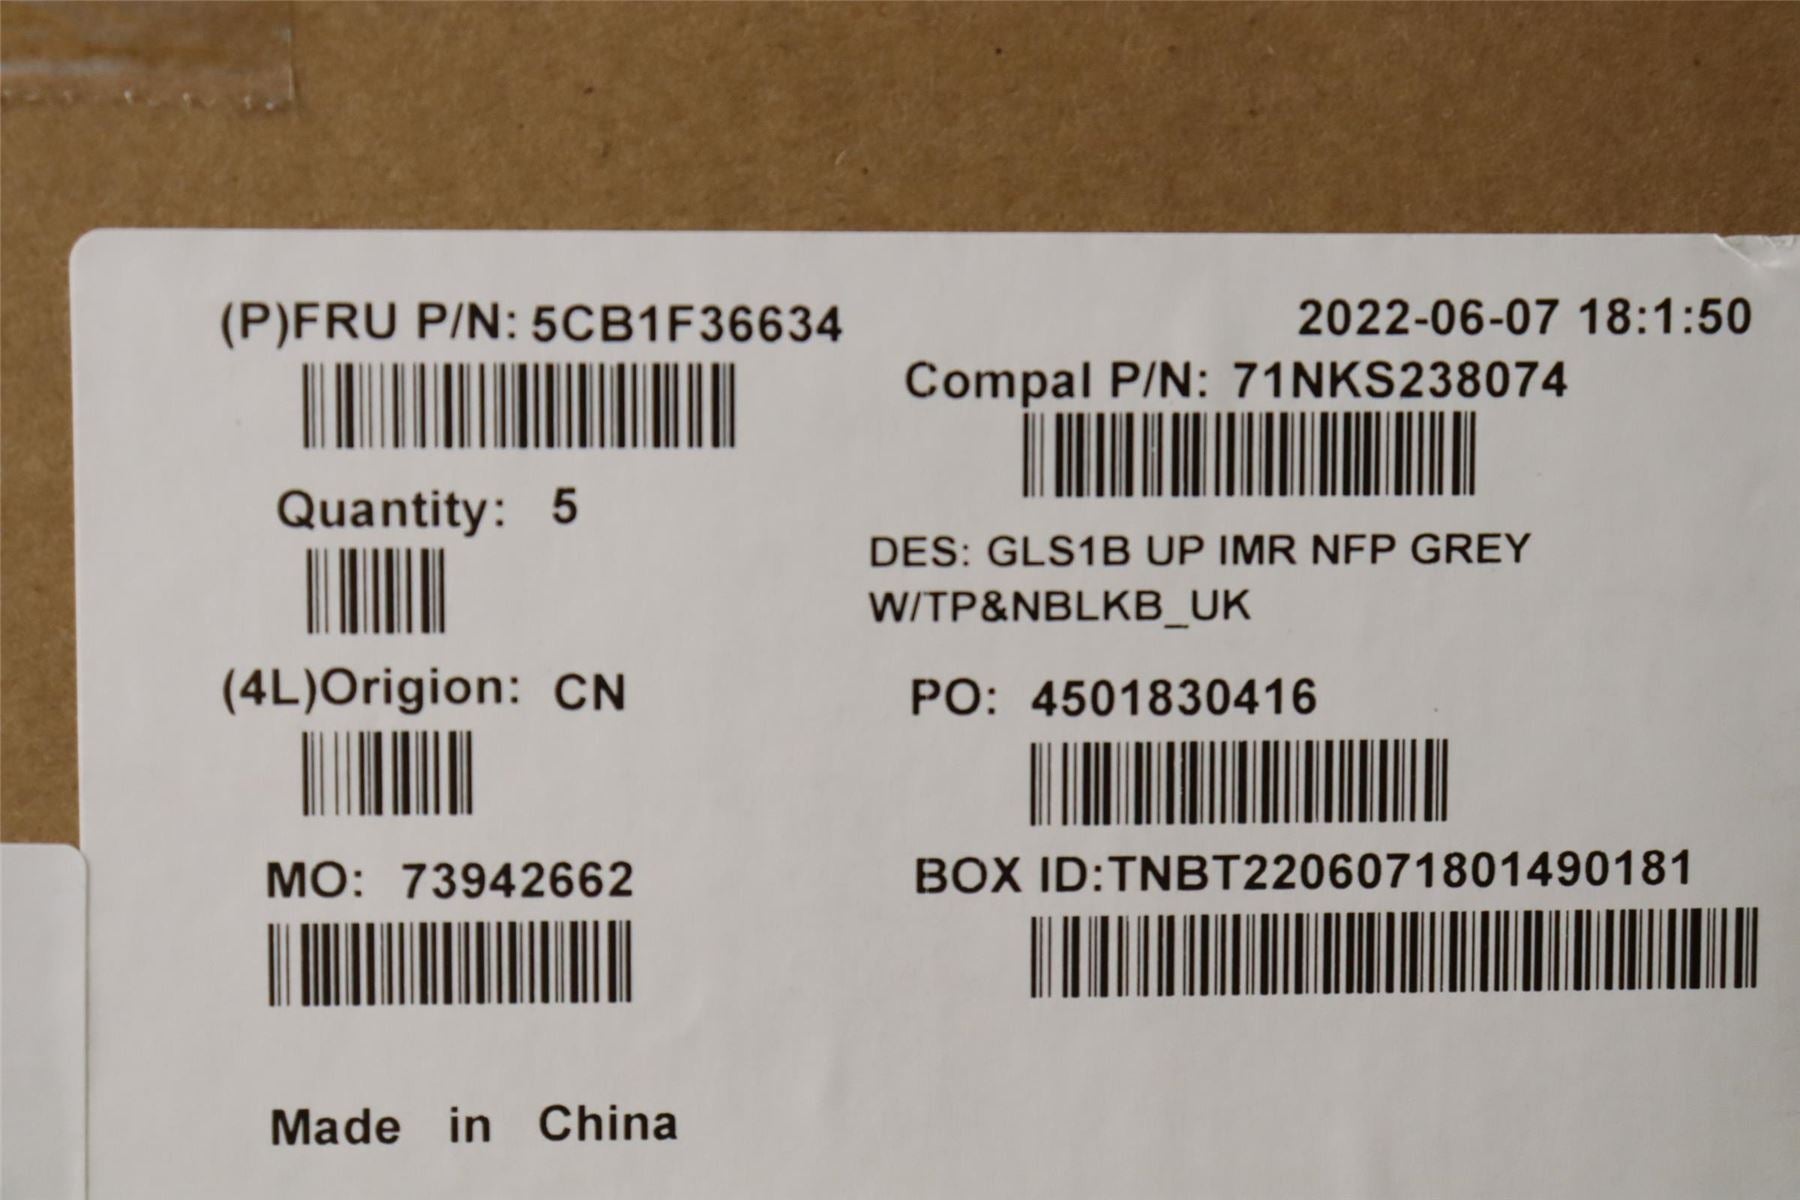 (P)FRU P/N: 5CB1F36634
2022-06-07 18:1:50
Compal P/N: 71NKS238074
Quantity: 5
DES: GLS1B UP IMR NFP GREY
W/TP&NBLKB_UK
(4L)Origion: CN
PO: 4501830416
MO: 73942662
BOX ID:TNBT2206071801490181
Made in China